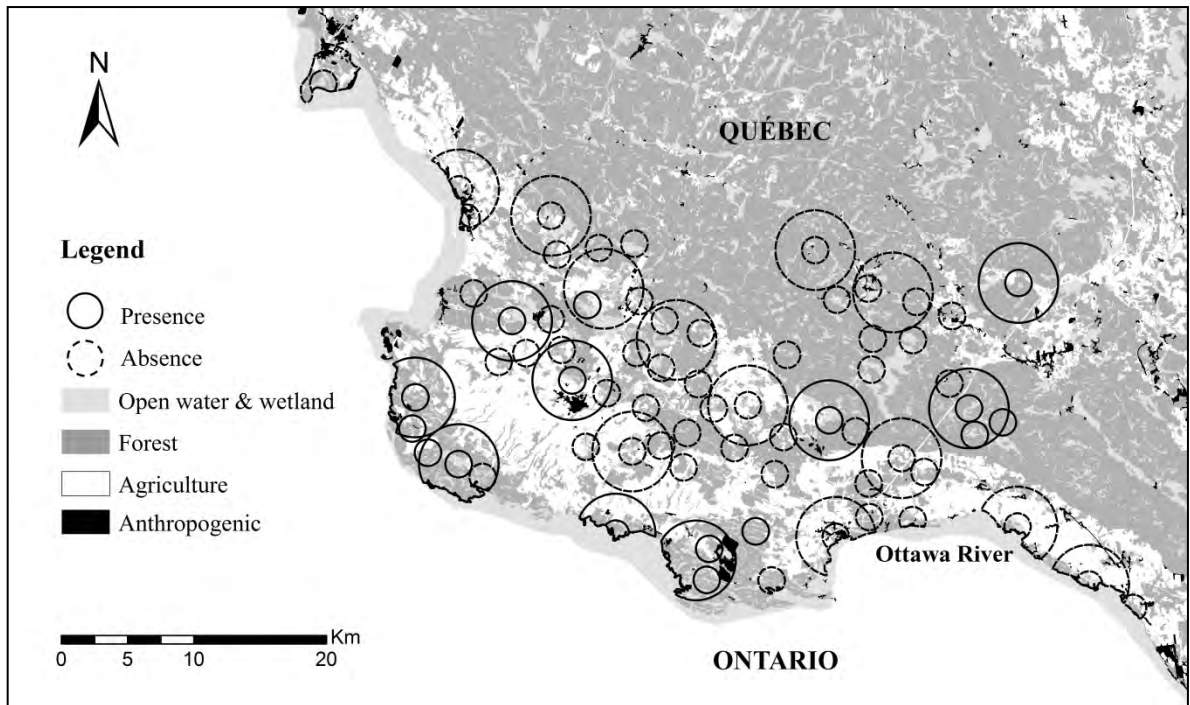 N
QUÉBEC
Legend
Presence
Absence
Open water & wetland
Forest
Agriculture
Anthropogenic
Ottawa River
Km
0 5 10 20
ONTARIO